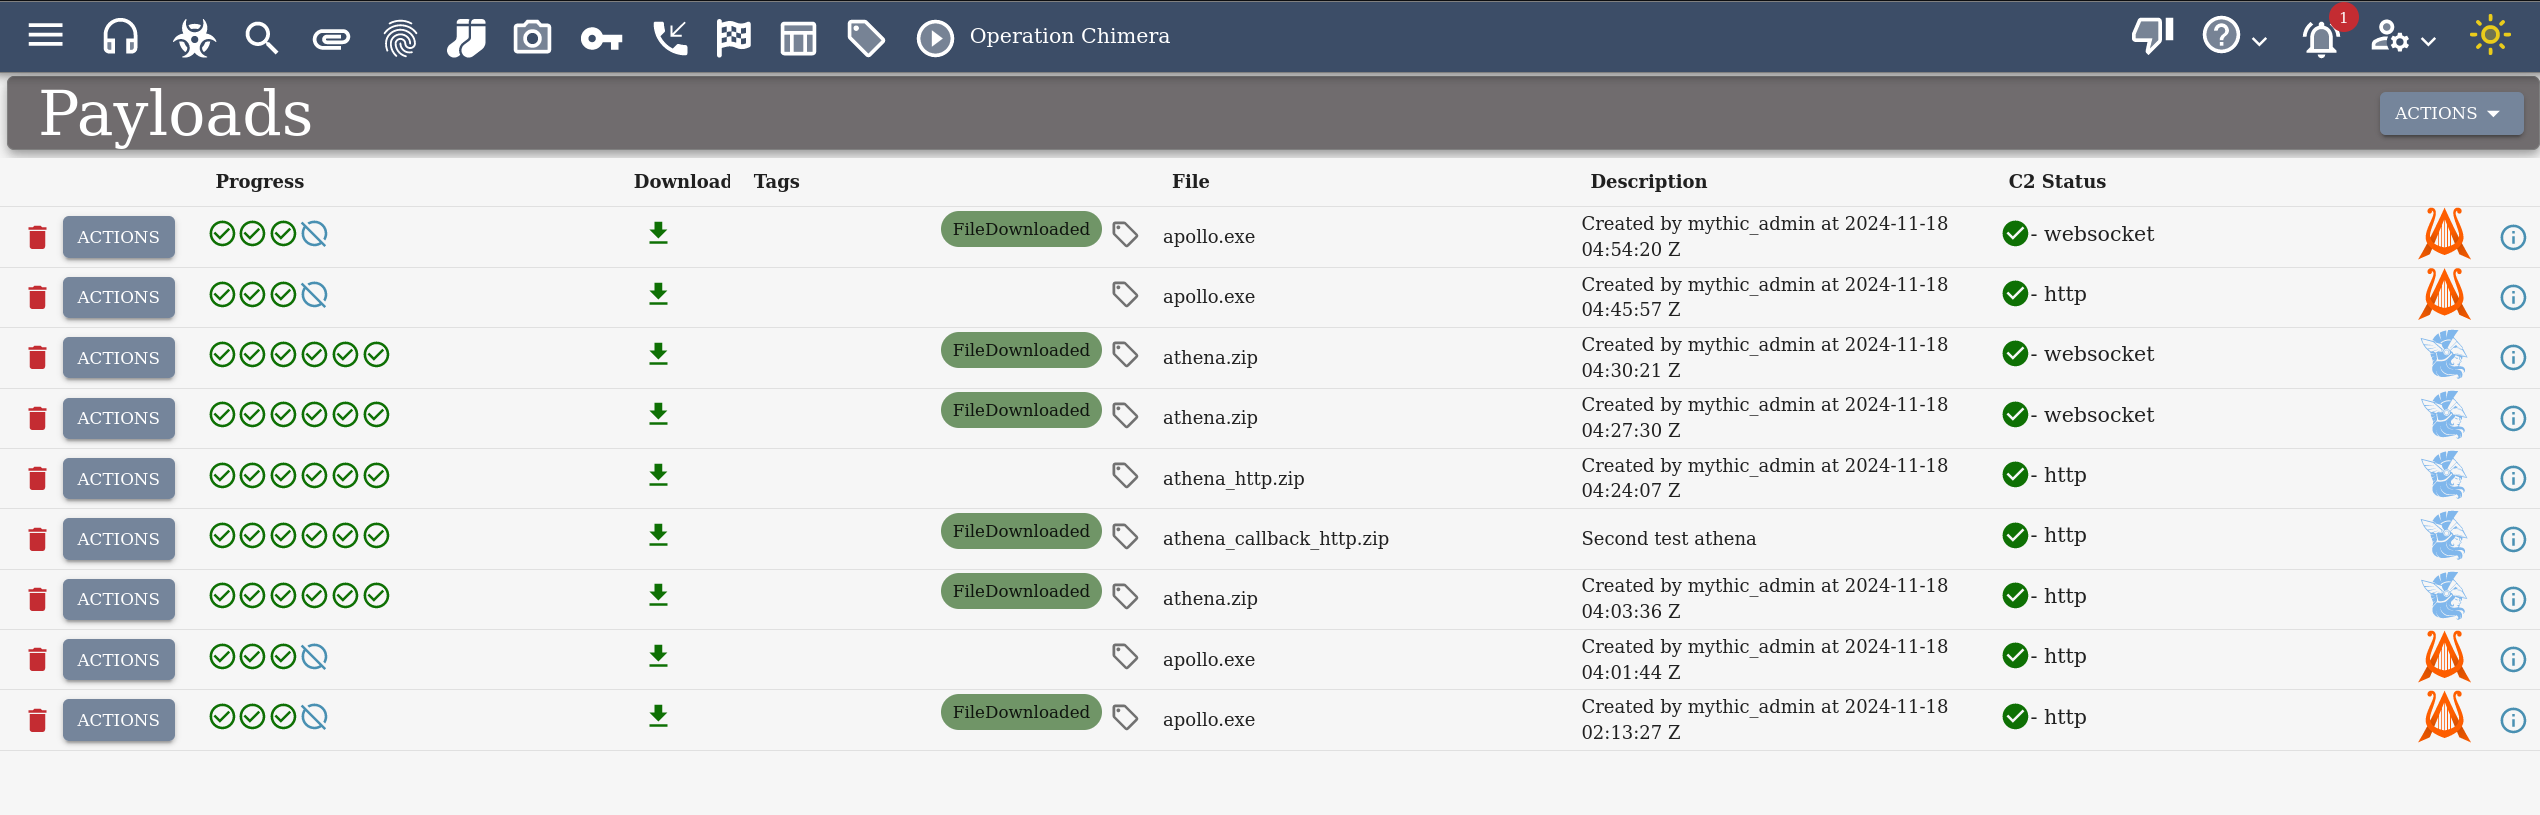 Operation Chimera
1
Payloads
ACTIONS
Progress Download Tags File Description C2 Status
ACTIONS FileDownloaded apollo.exe Created by mythic_admin at 2024-11-18
04:54:20 Z
- websocket
ACTIONS apollo.exe Created by mythic_admin at 2024-11-18
04:45:57 Z
- http
ACTIONS FileDownloaded athena.zip Created by mythic_admin at 2024-11-18
04:30:21 Z
- websocket
ACTIONS FileDownloaded athena.zip Created by mythic_admin at 2024-11-18
04:27:30 Z
- websocket
ACTIONS athena_http.zip Created by mythic_admin at 2024-11-18
04:24:07 Z
- http
ACTIONS FileDownloaded athena_callback_http.zip Second test athena - http
ACTIONS FileDownloaded athena.zip Created by mythic_admin at 2024-11-18
04:03:36 Z
- http
ACTIONS apollo.exe Created by mythic_admin at 2024-11-18
04:01:44 Z
- http
ACTIONS FileDownloaded apollo.exe Created by mythic_admin at 2024-11-18
02:13:27 Z
- http